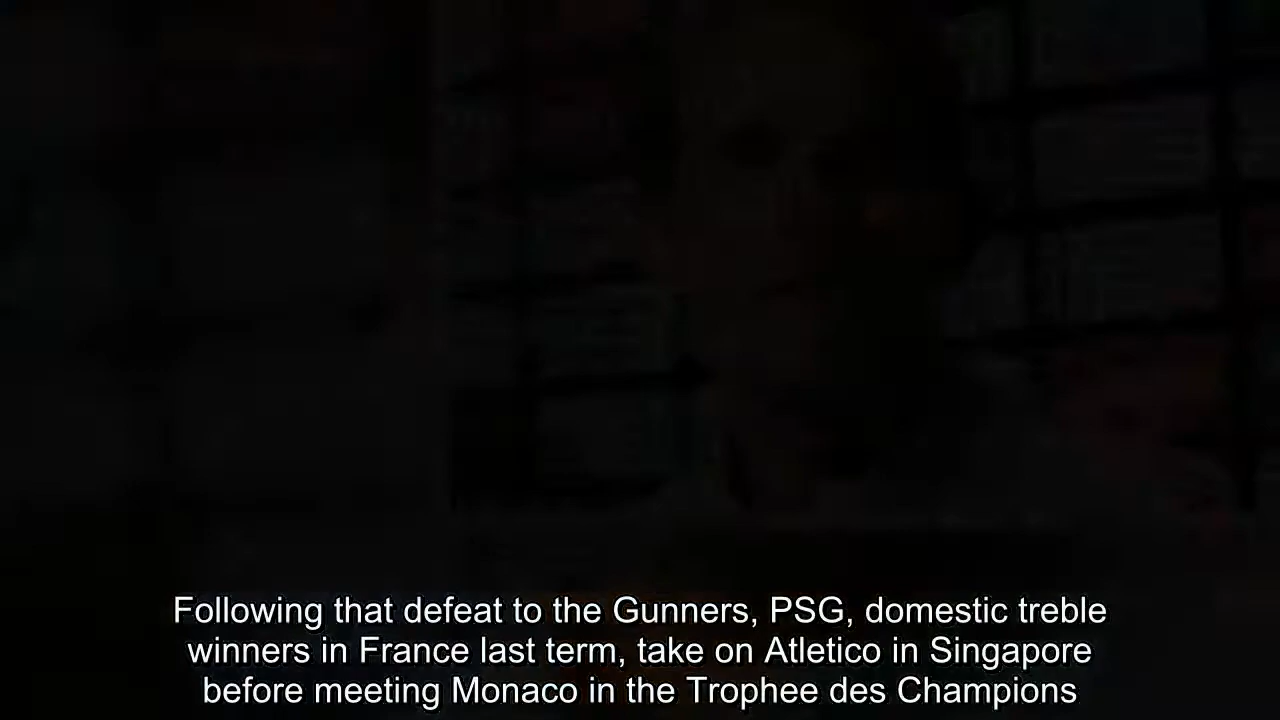 Following that defeat to the Gunners, PSG, domestic treble
winners in France last term, take on Atletico in Singapore
before meeting Monaco in the Trophee des Champions